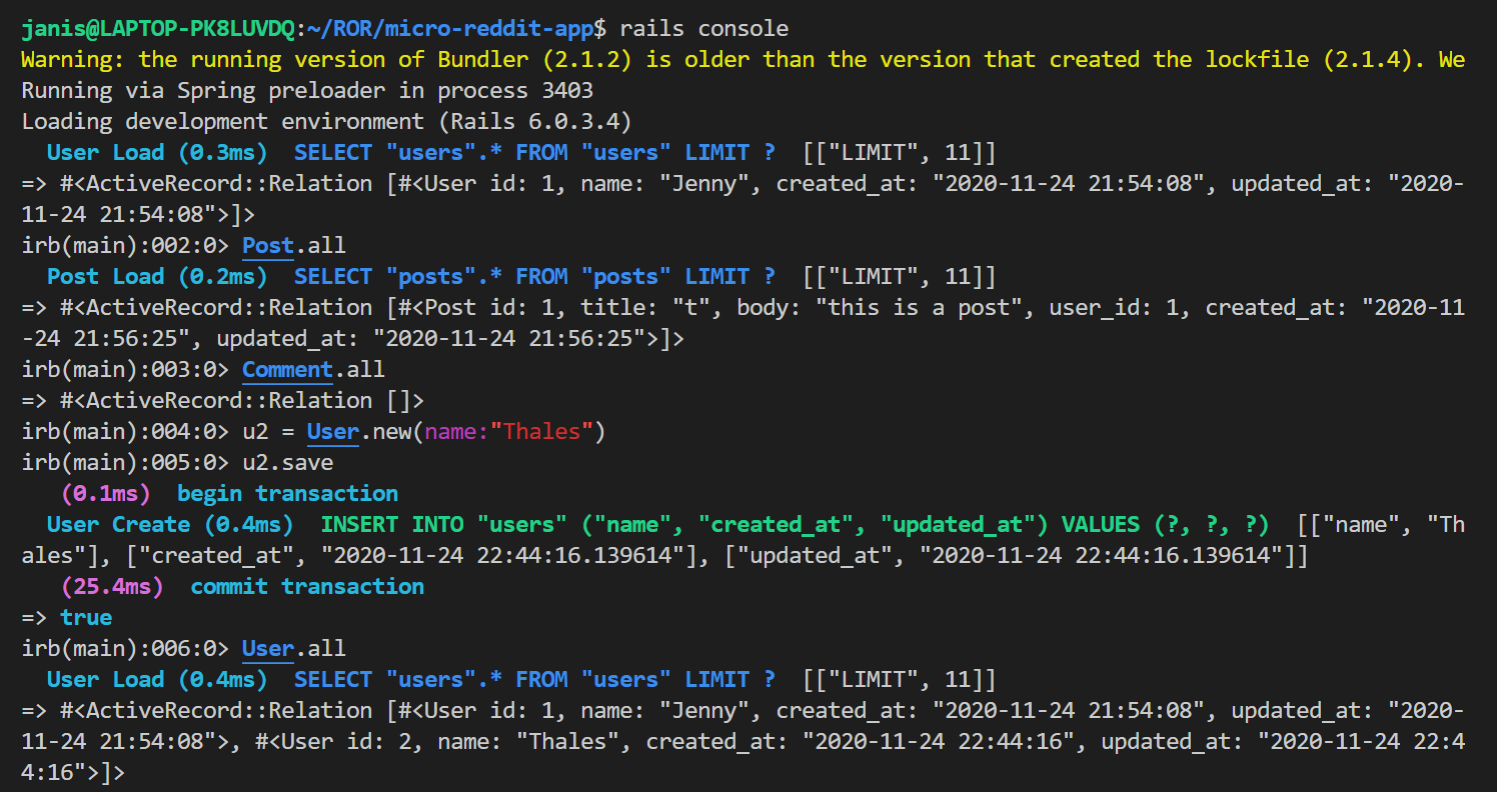 janis@LAPTOP-PK8LUVDQ:~/ROR/micro-reddit-app$ rails console
Warning: the running version of Bundler (2.1.2) is older than the version that created the lockfile (2.1.4). We
Running via Spring preloader in process 3403
Loading development environment (Rails 6.0.3.4)
  User Load (0.3ms)  SELECT "users".* FROM "users" LIMIT ?  [["LIMIT", 11]]
=> #<ActiveRecord::Relation [#<User id: 1, name: "Jenny", created_at: "2020-11-24 21:54:08", updated_at: "2020-
11-24 21:54:08">]>
irb(main):002:0> Post.all
  Post Load (0.2ms)  SELECT "posts".* FROM "posts" LIMIT ?  [["LIMIT", 11]]
=> #<ActiveRecord::Relation [#<Post id: 1, title: "t", body: "this is a post", user_id: 1, created_at: "2020-11
-24 21:56:25", updated_at: "2020-11-24 21:56:25">]>
irb(main):003:0> Comment.all
=> #<ActiveRecord::Relation []>
irb(main):004:0> u2 = User.new(name:"Thales")
irb(main):005:0> u2.save
   (0.1ms)  begin transaction
  User Create (0.4ms)  INSERT INTO "users" ("name", "created_at", "updated_at") VALUES (?, ?, ?)  [["name", "Th
ales"], ["created_at", "2020-11-24 22:44:16.139614"], ["updated_at", "2020-11-24 22:44:16.139614"]]
   (25.4ms)  commit transaction
=> true
irb(main):006:0> User.all
  User Load (0.4ms)  SELECT "users".* FROM "users" LIMIT ?  [["LIMIT", 11]]
=> #<ActiveRecord::Relation [#<User id: 1, name: "Jenny", created_at: "2020-11-24 21:54:08", updated_at: "2020-
11-24 21:54:08">, #<User id: 2, name: "Thales", created_at: "2020-11-24 22:44:16", updated_at: "2020-11-24 22:4
4:16">]>